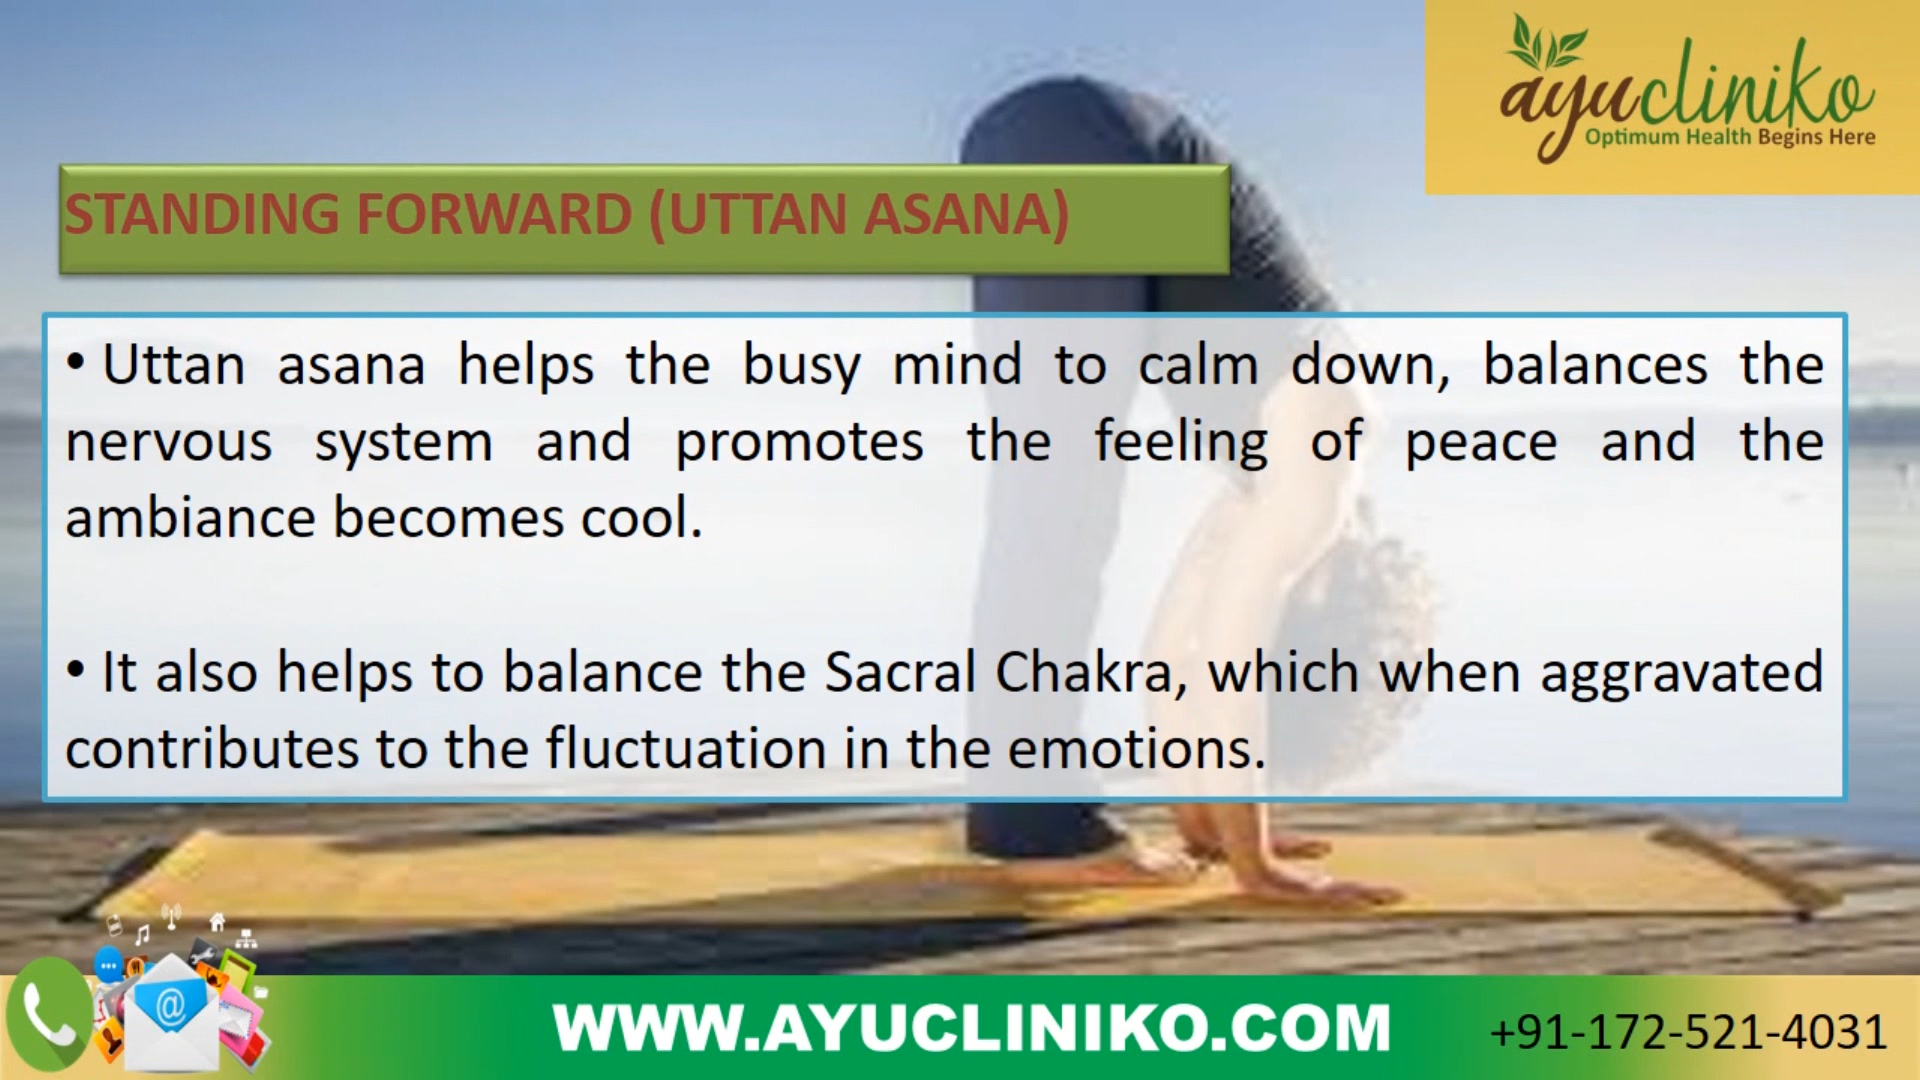 ayucliniko
Optimum Health Begins Here
STANDING FORWARD (UTTAN ASANA)
• Uttan asana helps the busy mind to calm down, balances the
nervous system and promotes the feeling of peace and the
ambiance becomes cool.
• It also helps to balance the Sacral Chakra, which when aggravated
contributes to the fluctuation in the emotions.
@
WWW.AYUCLINIKO.COM
+91-172-521-4031